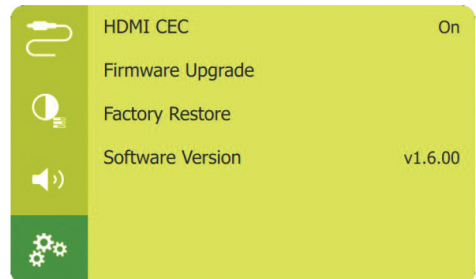 HDMI CEC On
Firmware Upgrade
Factory Restore
Software Version v1.6.00